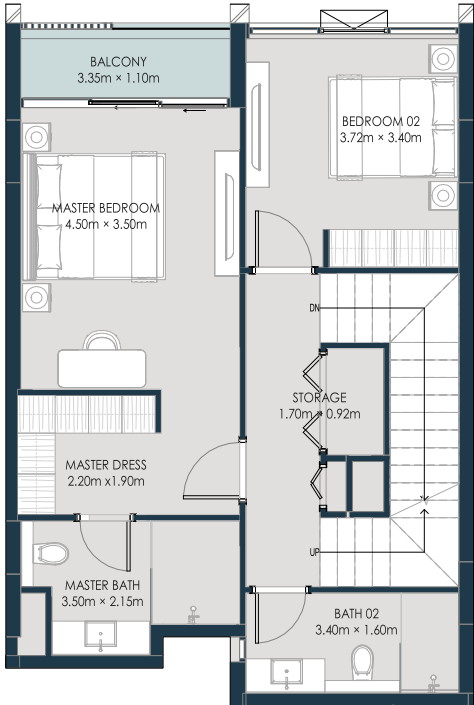 BALCONY
3.35m × 1.10m
BEDROOM 02
3.72m × 3.40m
MASTER BEDROOM
4.50m × 3.50m
DN
STORAGE
1.70m × 0.92m
MASTER DRESS
2.20m x1.90m
UP
MASTER BATH
3.50m × 2.15m
BATH 02
3.40m × 1.60m